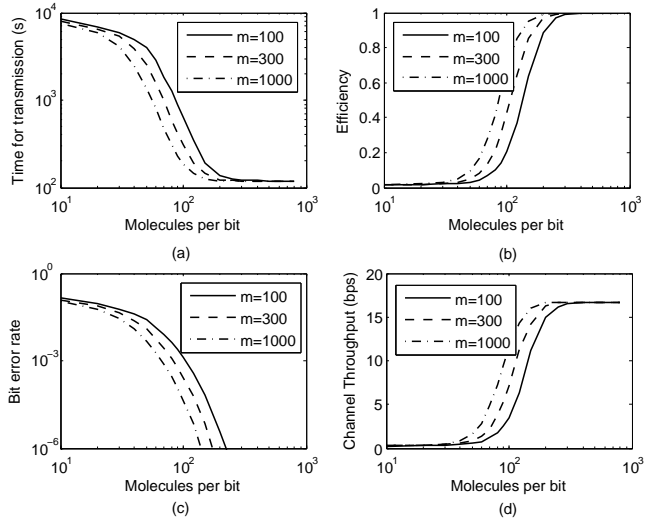 Time for transmission (s)
10^4
10^3
10^2
m=100
m=300
m=1000
10^1
10^2
10^3
Molecules per bit
(a)
Efficiency
1
0.8
0.6
0.4
0.2
0
m=100
m=300
m=1000
10^1
10^2
10^3
Molecules per bit
(b)
Bit error rate
10^0
10^-3
10^-6
m=100
m=300
m=1000
10^1
10^2
10^3
Molecules per bit
(c)
Channel Throughput (bps)
20
15
10
5
0
m=100
m=300
m=1000
10^1
10^2
10^3
Molecules per bit
(d)